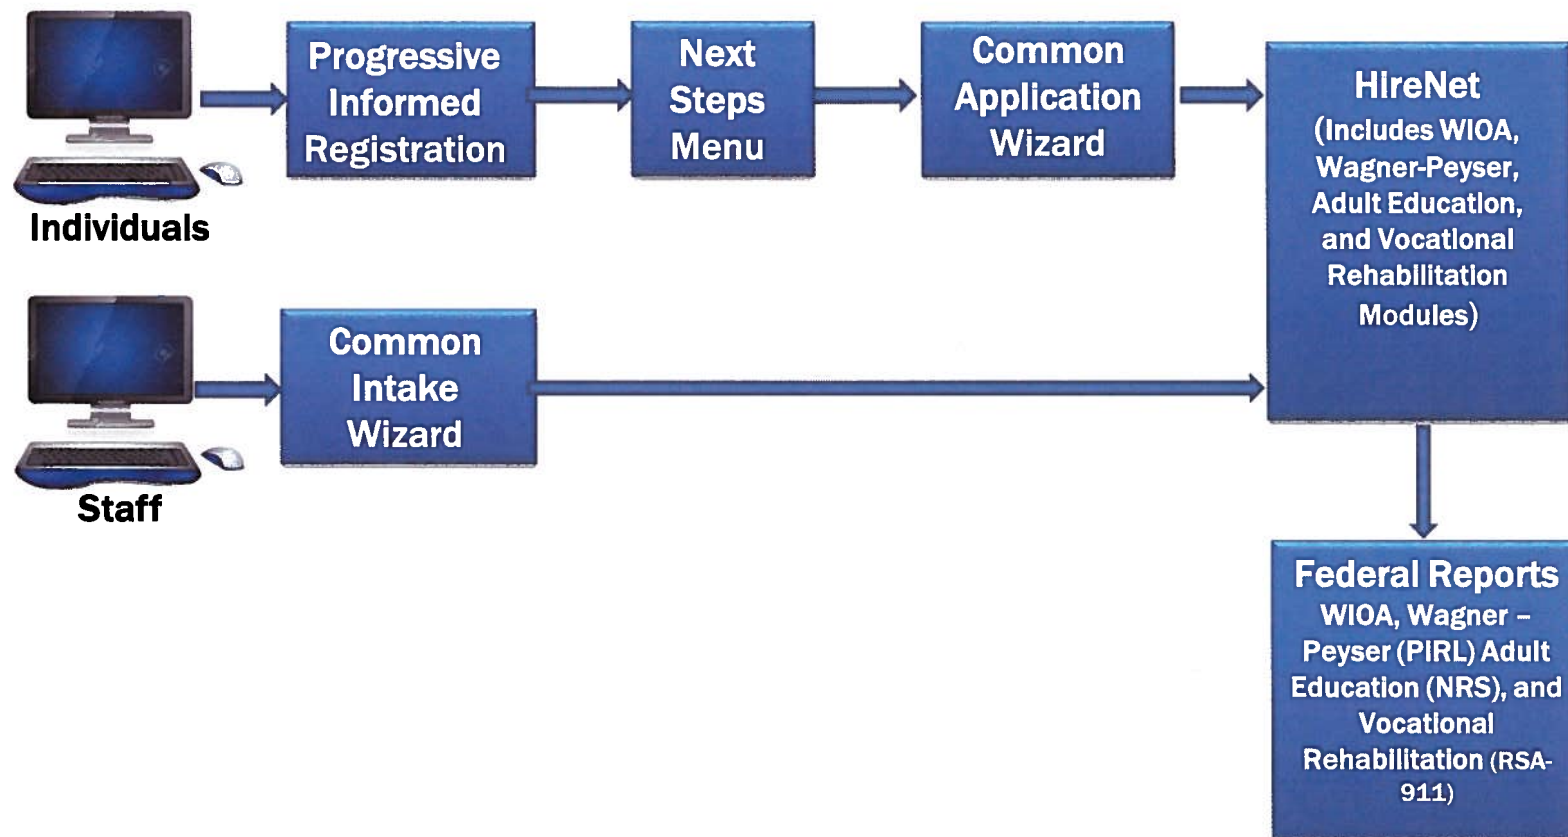 Progressive
Informed
Registration
Next
Steps
Menu
Common
Application
Wizard
HireNet
(Includes WIOA,
Wagner-Peyser,
Adult Education,
and Vocational
Rehabilitation
Modules)
Individuals
Common
Intake
Wizard
Staff
Federal Reports
WIOA, Wagner –
Peyser (PIRL) Adult
Education (NRS), and
Vocational
Rehabilitation (RSA-
911)